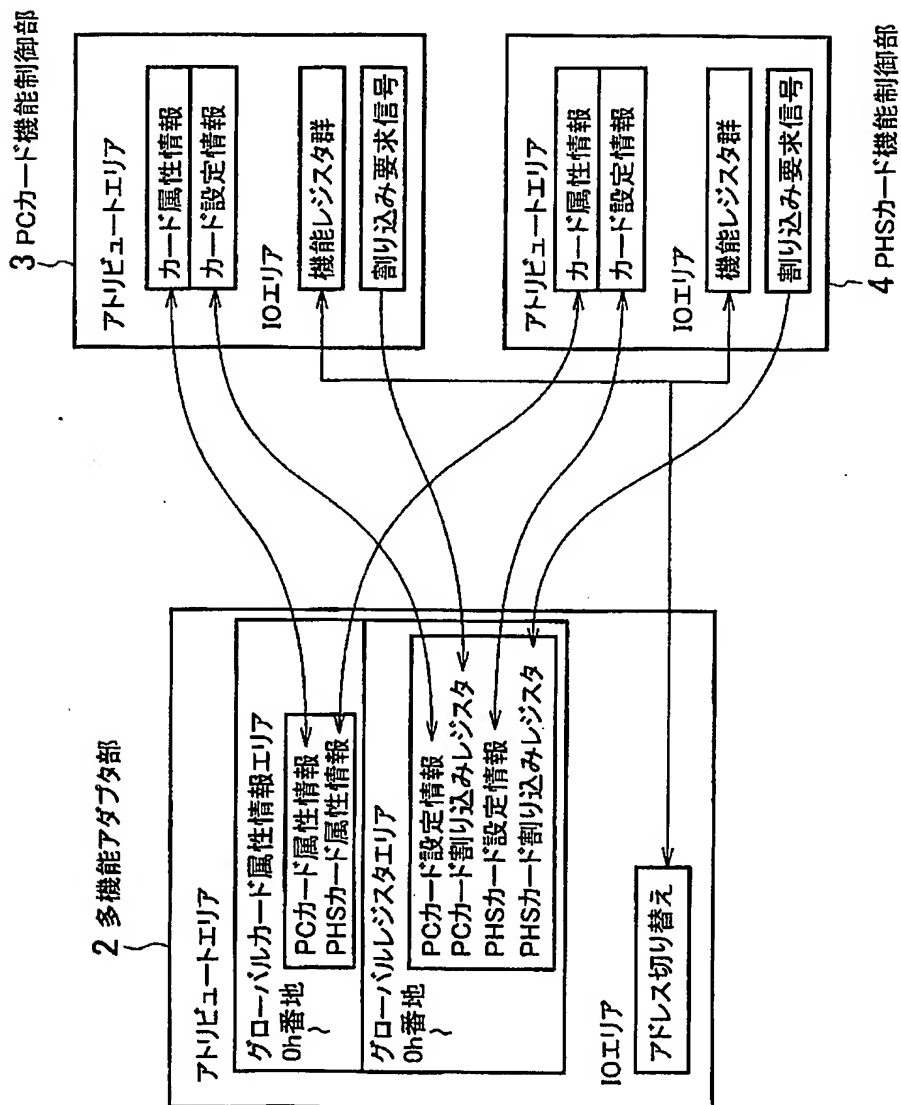 2 多機能アダプタ部
アトリビュートエリア
グローバルカード属性情報エリア
0h番地
～
PCカード属性情報
PHSカード属性情報
グローバルレジスタエリア
0h番地
～
PCカード設定情報
PCカード割り込みレジスタ
PHSカード設定情報
PHSカード割り込みレジスタ
IOエリア
アドレス切り替え
3 PCカード機能制御部
アトリビュートエリア
カード属性情報
カード設定情報
IOエリア
機能レジスタ群
割り込み要求信号
アトリビュートエリア
カード属性情報
カード設定情報
IOエリア
機能レジスタ群
割り込み要求信号
4 PHSカード機能制御部